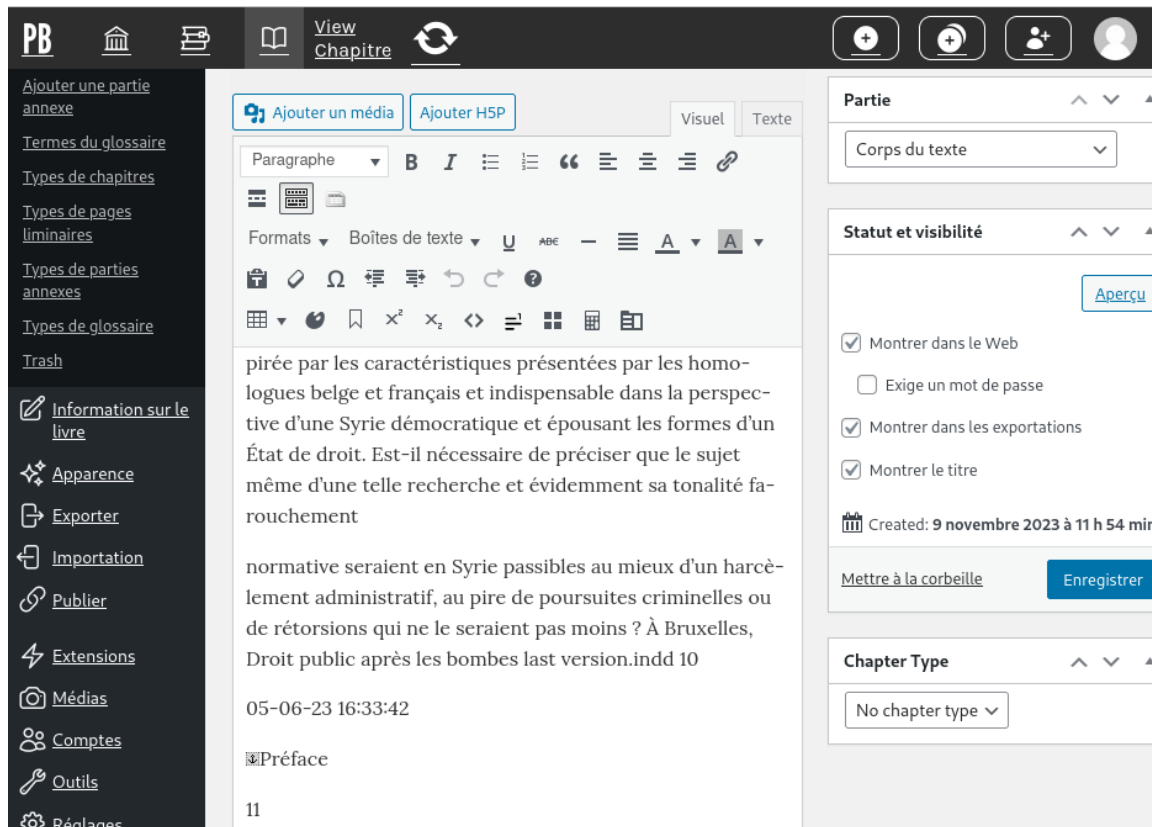 PB
View
Chapitre
Ajouter une partie
annexe
Termes du glossaire
Types de chapitres
Types de pages
liminaires
Types de parties
annexes
Types de glossaire
Trash
Information sur le
livre
Apparence
Exporter
Importation
Publier
Extensions
Médias
Comptes
Outils
Réglages
Ajouter un média
Ajouter H5P
Visuel
Texte
Paragraphe
B I
Formats
Boîtes de texte
U ABC A A
Ω
x² x₂
pirée par les caractéristiques présentées par les homo-
logues belge et français et indispensable dans la perspec-
tive d’une Syrie démocratique et épousant les formes d’un
État de droit. Est-il nécessaire de préciser que le sujet
même d’une telle recherche et évidemment sa tonalité fa-
rouchement
normative seraient en Syrie passibles au mieux d’un harcè-
lement administratif, au pire de poursuites criminelles ou
de rétorsions qui ne le seraient pas moins ? À Bruxelles,
Droit public après les bombes last version.indd 10
05-06-23 16:33:42
Préface
11
Partie
Corps du texte
Statut et visibilité
Aperçu
Montrer dans le Web
Exige un mot de passe
Montrer dans les exportations
Montrer le titre
Created: 9 novembre 2023 à 11 h 54 min
Mettre à la corbeille
Enregistrer
Chapter Type
No chapter type